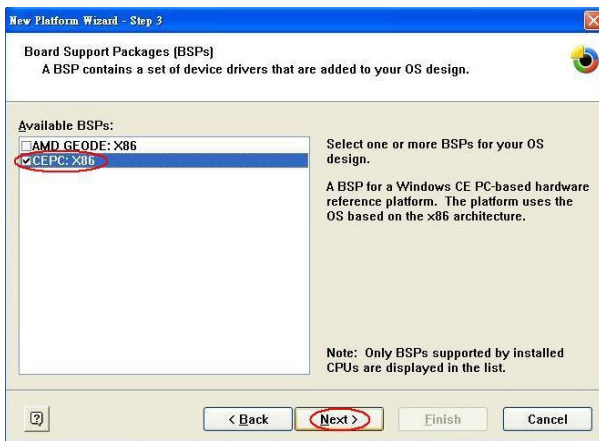 New Platform Wizard - Step 3
Board Support Packages (BSPs)
A BSP contains a set of device drivers that are added to your OS design.
Available BSPs:
AMD GEODE: X86
CEPC: X86
Select one or more BSPs for your OS
design.
A BSP for a Windows CE PC-based hardware
reference platform. The platform uses the
OS based on the x86 architecture.
Note: Only BSPs supported by installed
CPUs are displayed in the list.
< Back
Next >
Finish
Cancel